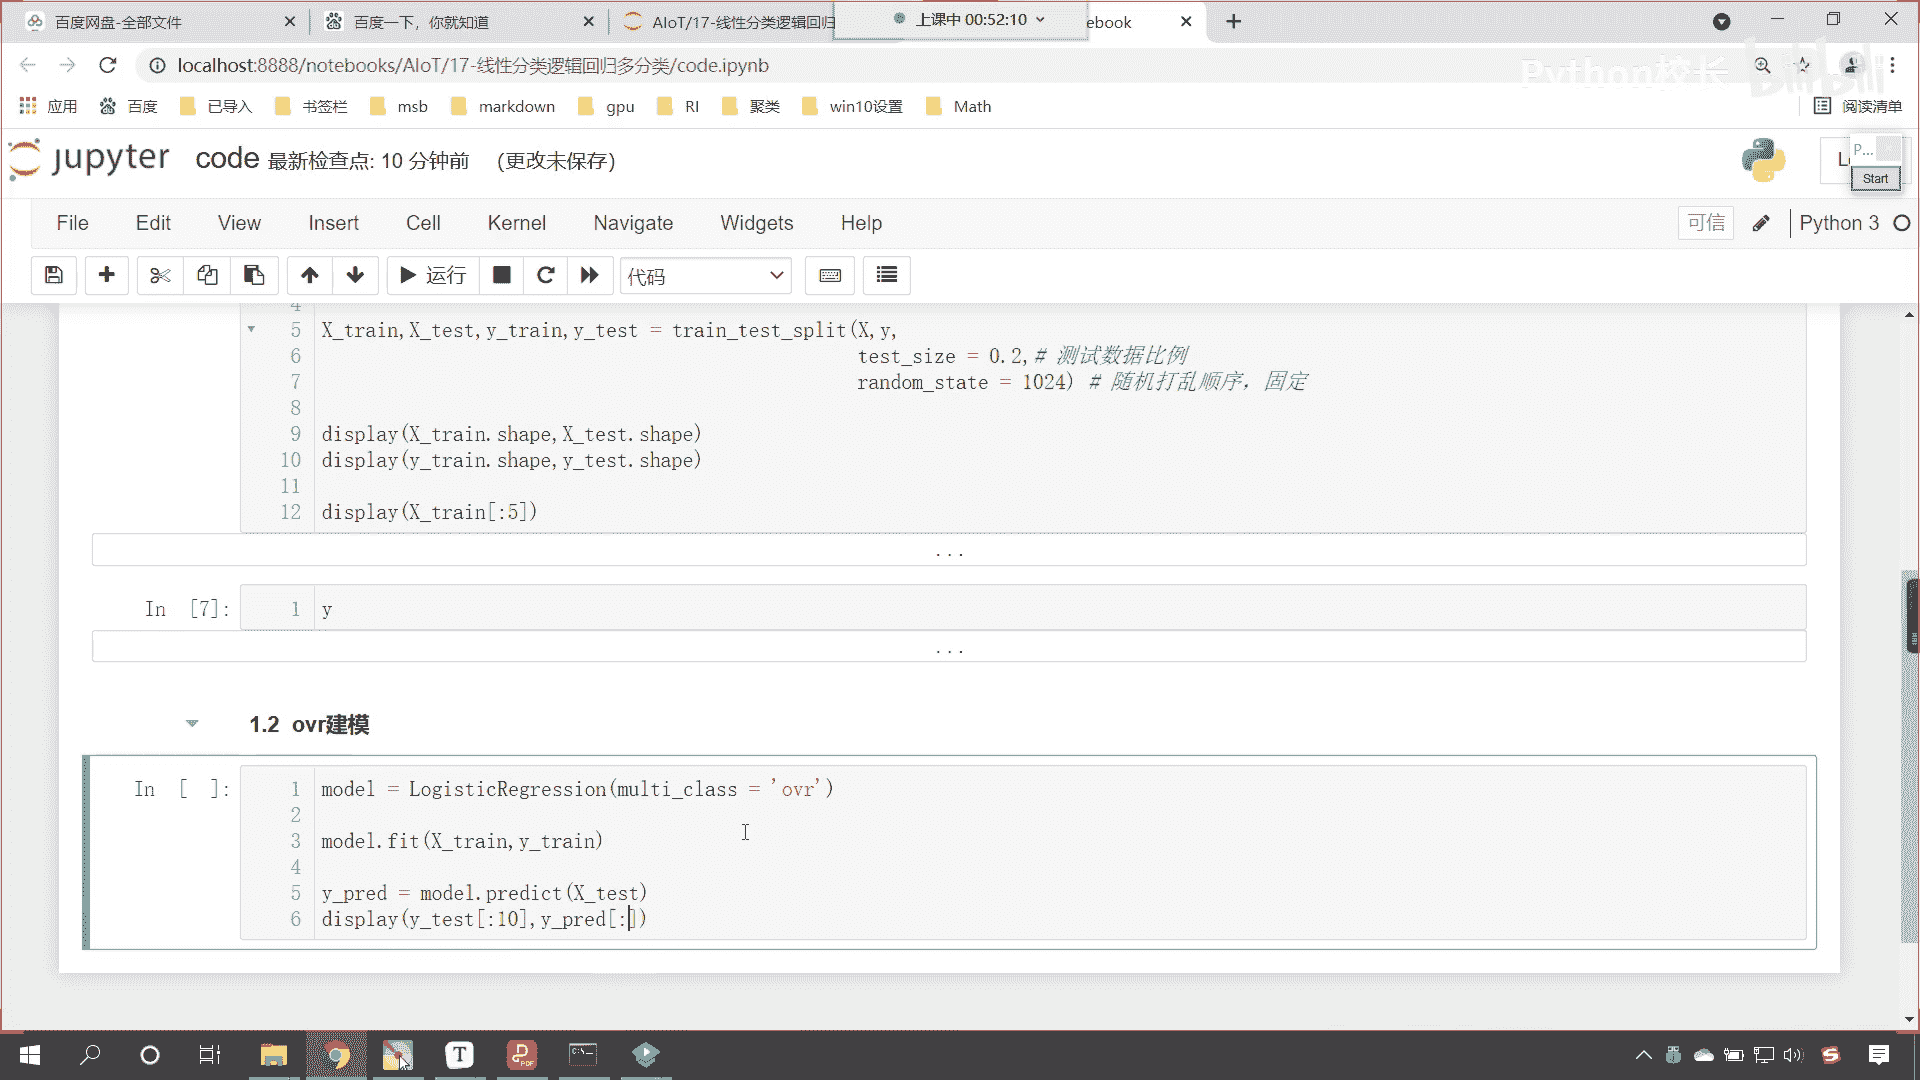 百度网盘-全部文件
百度一下，你就知道
AIoT/17-线性分类逻辑回归
上课中 00:52:10
ebook
localhost:8888/notebooks/AIoT/17-线性分类逻辑回归多分类/code.ipynb
Python校长
bilibili
应用 百度 已导入 书签栏 msb markdown gpu RI 聚类 win10设置 Math 阅读清单
jupyter code 最新检查点: 10 分钟前 (更改未保存)
P...
Start
File Edit View Insert Cell Kernel Navigate Widgets Help 可信 Python 3
运行 代码
4
5 X_train,X_test,y_train,y_test = train_test_split(X,y,
6 test_size = 0.2,# 测试数据比例
7 random_state = 1024) # 随机打乱顺序，固定
8
9 display(X_train.shape,X_test.shape)
10 display(y_train.shape,y_test.shape)
11
12 display(X_train[:5])
...
In [7]: 1 y
...
1.2 ovr建模
In [ ]: 1 model = LogisticRegression(multi_class = 'ovr')
2
3 model.fit(X_train,y_train)
4
5 y_pred = model.predict(X_test)
6 display(y_test[:10],y_pred[:])